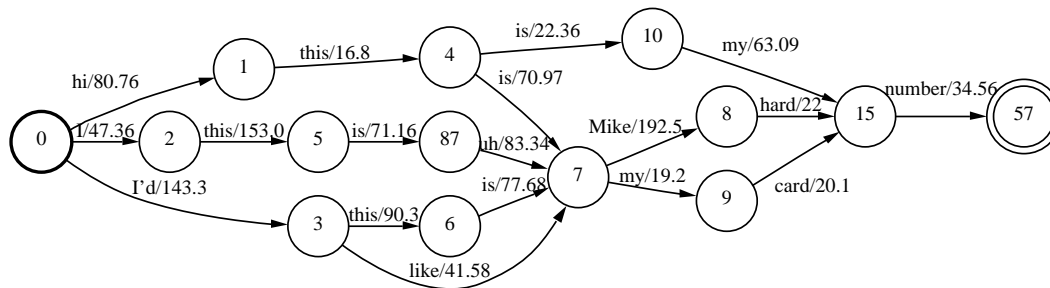 is/22.36
10
this/16.8
4
my/63.09
1
is/70.97
hi/80.76
number/34.56
8
hard/22
15
57
Mike/192.5
0
I/47.36
2
this/153.0
5
is/71.16
87
uh/83.34
7
my/19.2
card/20.1
I'd/143.3
is/77.68
9
3
this/90.3
6
like/41.58